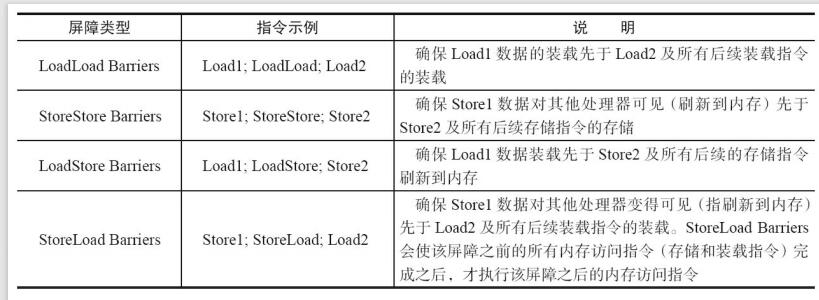 屏障类型 指令示例 说 明
LoadLoad Barriers Load1; LoadLoad; Load2 确保 Load1 数据的装载先于 Load2 及所有后续装载指令
的装载
StoreStore Barriers Store1; StoreStore; Store2 确保 Store1 数据对其他处理器可见（刷新到内存）先于
Store2 及所有后续存储指令的存储
LoadStore Barriers Load1; LoadStore; Store2 确保 Load1 数据装载先于 Store2 及所有后续的存储指令
刷新到内存
StoreLoad Barriers Store1; StoreLoad; Load2 确保 Store1 数据对其他处理器变得可见（指刷新到内存）
先于 Load2 及所有后续装载指令的装载。StoreLoad Barriers
会使该屏障之前的所有内存访问指令（存储和装载指令）完
成之后，才执行该屏障之后的内存访问指令